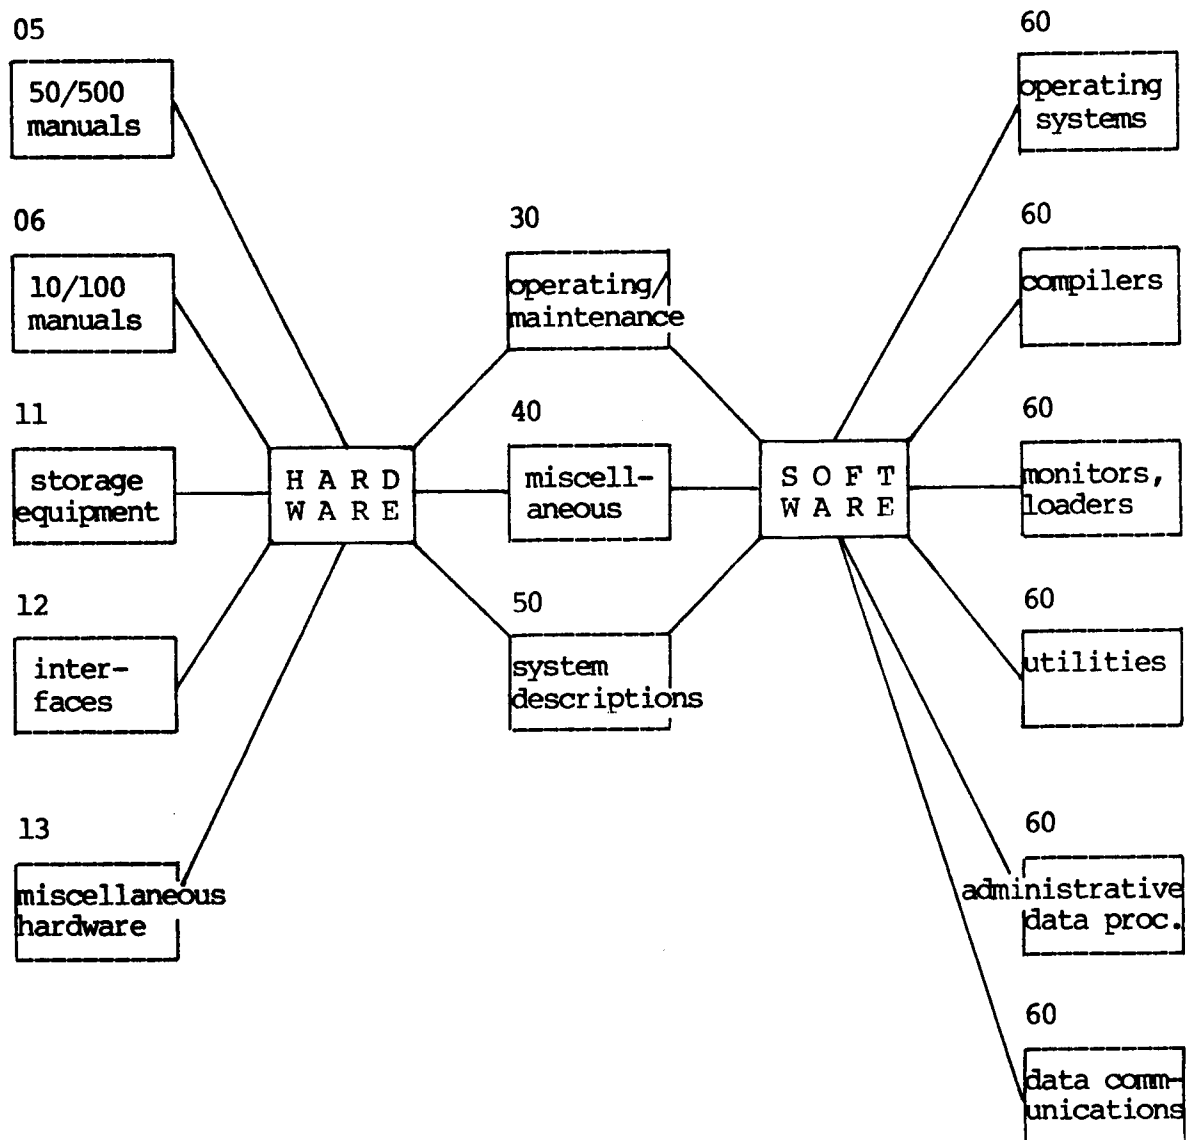 05
50/500
manuals
06
10/100
manuals
11
storage
equipment
12
inter-
faces
13
miscellaneous
hardware
H A R D
W A R E
30
operating/
maintenance
40
miscell-
aneous
50
system
descriptions
S O F T
W A R E
60
operating
systems
60
compilers
60
monitors,
loaders
60
utilities
60
administrative
data proc.
60
data comm-
unications